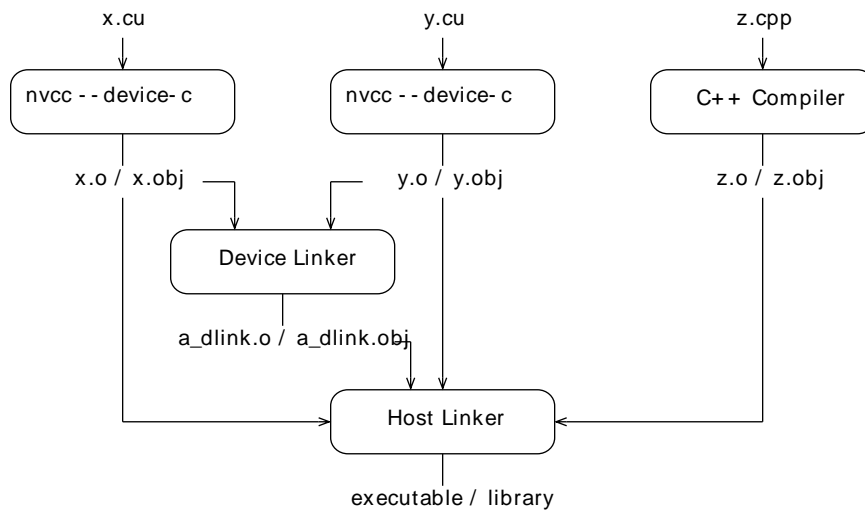 x.cu y.cu z.cpp
nvcc --device-c nvcc --device-c C++ Compiler
x.o / x.obj y.o / y.obj z.o / z.obj
Device Linker
a_dlink.o / a_dlink.obj
Host Linker
executable / library